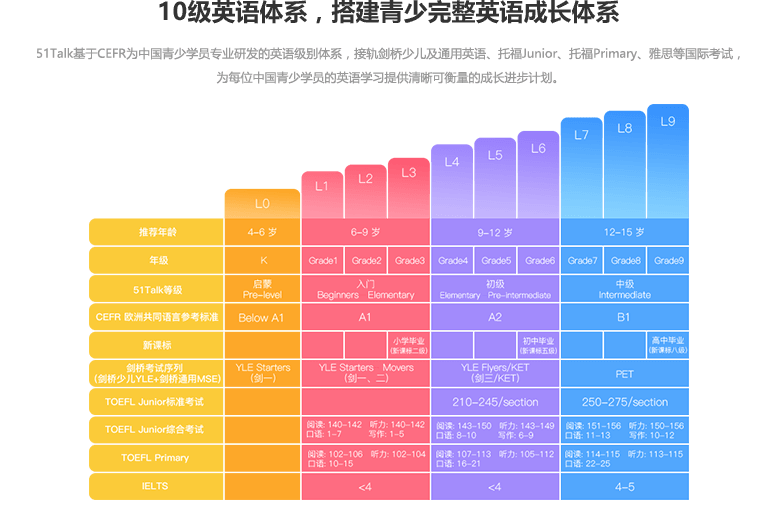 10级英语体系，搭建青少完整英语成长体系
51Talk基于CEFR为中国青少学员专业研发的英语级别体系，接轨剑桥少儿及通用英语、托福Junior、托福Primary、雅思等国际考试，
为每位中国青少学员的英语学习提供清晰可衡量的成长进步计划。
L0 L1 L2 L3 L4 L5 L6 L7 L8 L9
推荐年龄 4-6 岁 6-9 岁 9-12 岁 12-15 岁
年级 K Grade1 Grade2 Grade3 Grade4 Grade5 Grade6 Grade7 Grade8 Grade9
51Talk等级 启蒙 入门 初级 中级
Pre-level Beginners Elementary Elementary Pre-intermediate Intermediate
CEFR 欧洲共同语言参考标准 Below A1 A1 A2 B1
新课标 小学毕业 初中毕业 高中毕业
(新课标二级) (新课标五级) (新课标八级)
剑桥考试序列 YLE Starters YLE Starters Movers YLE Flyers/KET PET
(剑桥少儿YLE+剑桥通用MSE) (剑一) (剑一、二) (剑三/KET)
TOEFL Junior标准考试 210-245/section 250-275/section
TOEFL Junior综合考试 阅读: 140-142 听力: 140-142 阅读: 143-150 听力: 143-149 阅读: 151-156 听力: 150-156
口语: 1-7 写作: 1-5 口语: 8-10 写作: 6-9 口语: 11-13 写作: 10-12
TOEFL Primary 阅读: 102-106 听力: 102-104 阅读: 107-113 听力: 105-112 阅读: 114-115 听力: 113-115
口语: 10-15 口语: 16-21 口语: 22-25
IELTS <4 <4 4-5